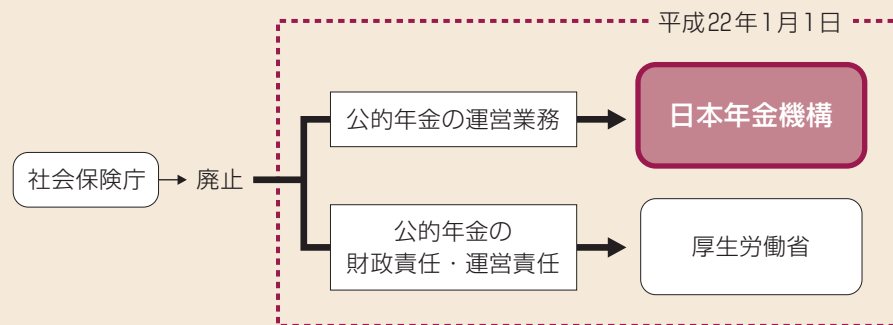 平成22年1月1日
公的年金の運営業務
日本年金機構
社会保険庁
廃止
公的年金の
財政責任・運営責任
厚生労働省